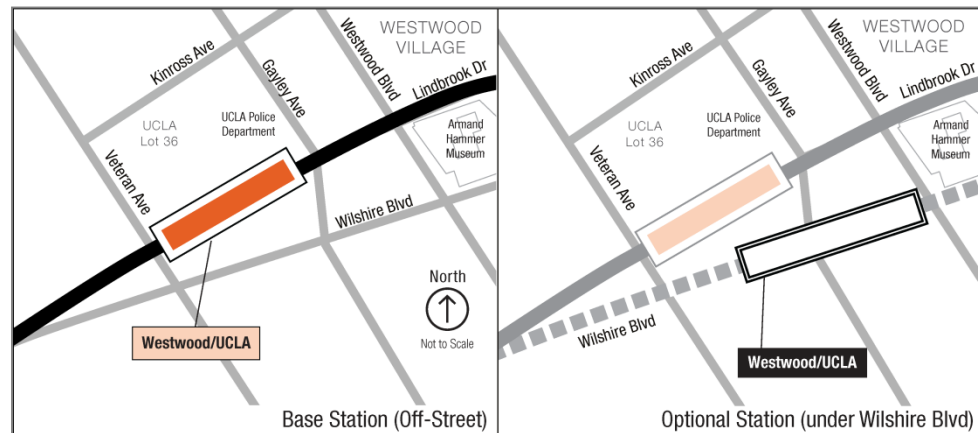 WESTWOOD
VILLAGE
Kinross Ave
Gayley Ave
Westwood Blvd
Lindbrook Dr
UCLA
Lot 36
UCLA Police
Department
Armand
Hammer
Museum
Veteran Ave
Wilshire Blvd
North
Not to Scale
Westwood/UCLA
Base Station (Off-Street)
WESTWOOD
VILLAGE
Kinross Ave
Gayley Ave
Westwood Blvd
Lindbrook Dr
UCLA
Lot 36
UCLA Police
Department
Armand
Hammer
Museum
Veteran Ave
Wilshire Blvd
Westwood/UCLA
Optional Station (under Wilshire Blvd)